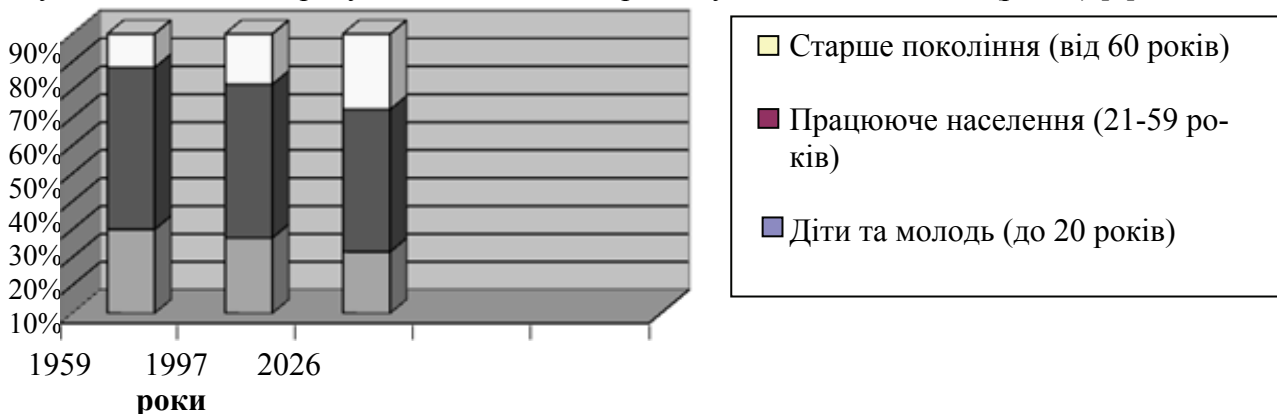 90%
80%
70%
60%
50%
40%
30%
20%
10%
1959 1997 2026
роки
Старше покоління (від 60 років)
Працююче населення (21-59 ро-
ків)
Діти та молодь (до 20 років)